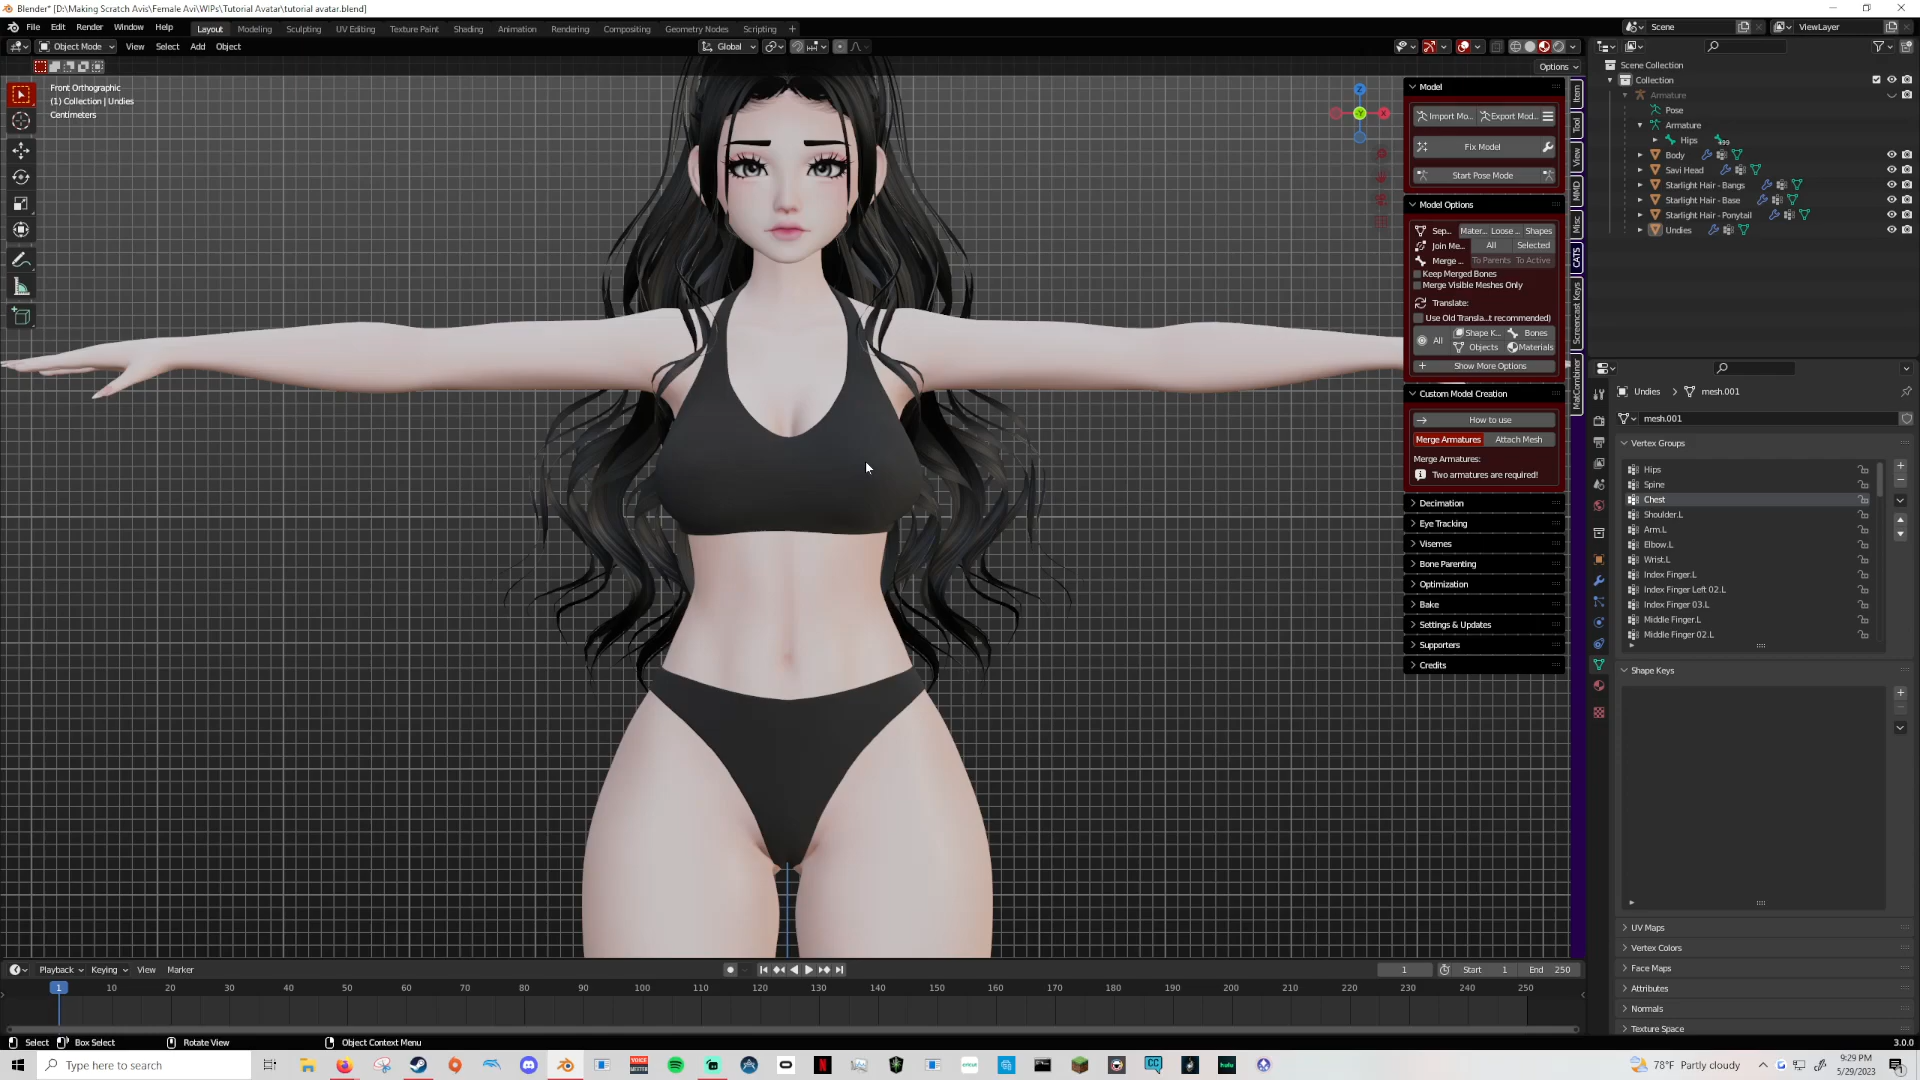 Blender* [D:\Making Scratch Avis\Female Avi\WIPs\Tutorial Avatar\tutorial avatar.blend]
File Edit Render Window Help Layout Modeling Sculpting UV Editing Texture Paint Shading Animation Rendering Compositing Geometry Nodes Scripting + Scene ViewLayer
Object Mode View Select Add Object Global
Options
Front Orthographic
(1) Collection | Undies
Centimeters
Model
Import Mo... Export Mod...
Fix Model
Start Pose Mode
Model Options
Sep... Mater... Loose ... Shapes
Join Me... All Selected
Merge ... To Parents To Active
Keep Merged Bones
Merge Visible Meshes Only
Translate:
Use Old Transla...t recommended)
All Shape K... Bones
Objects Materials
Show More Options
Custom Model Creation
How to use
Merge Armatures Attach Mesh
Merge Armatures:
Two armatures are required!
Decimation
Eye Tracking
Visemes
Bone Parenting
Optimization
Bake
Settings & Updates
Supporters
Credits
Item
Tool
View
MMD
Misc
CATS
Screencast Keys
MatCombiner
Scene Collection
Collection
Armature
Pose
Armature
Hips
Body
Savi Head
Starlight Hair - Bangs
Starlight Hair - Base
Starlight Hair - Ponytail
Undies
Undies > mesh.001
mesh.001
Vertex Groups
Hips
Spine
Chest
Shoulder.L
Arm.L
Elbow.L
Wrist.L
Index Finger.L
Index Finger Left 02.L
Index Finger 03.L
Middle Finger.L
Middle Finger 02.L
Shape Keys
UV Maps
Vertex Colors
Face Maps
Attributes
Normals
Texture Space
Playback Keying View Marker 1 Start 1 End 250
1 10 20 30 40 50 60 70 80 90 100 110 120 130 140 150 160 170 180 190 200 210 220 230 240 250
Select Box Select Rotate View Object Context Menu 3.0.0
Type here to search
78°F Partly cloudy
9:29 PM
5/29/2023